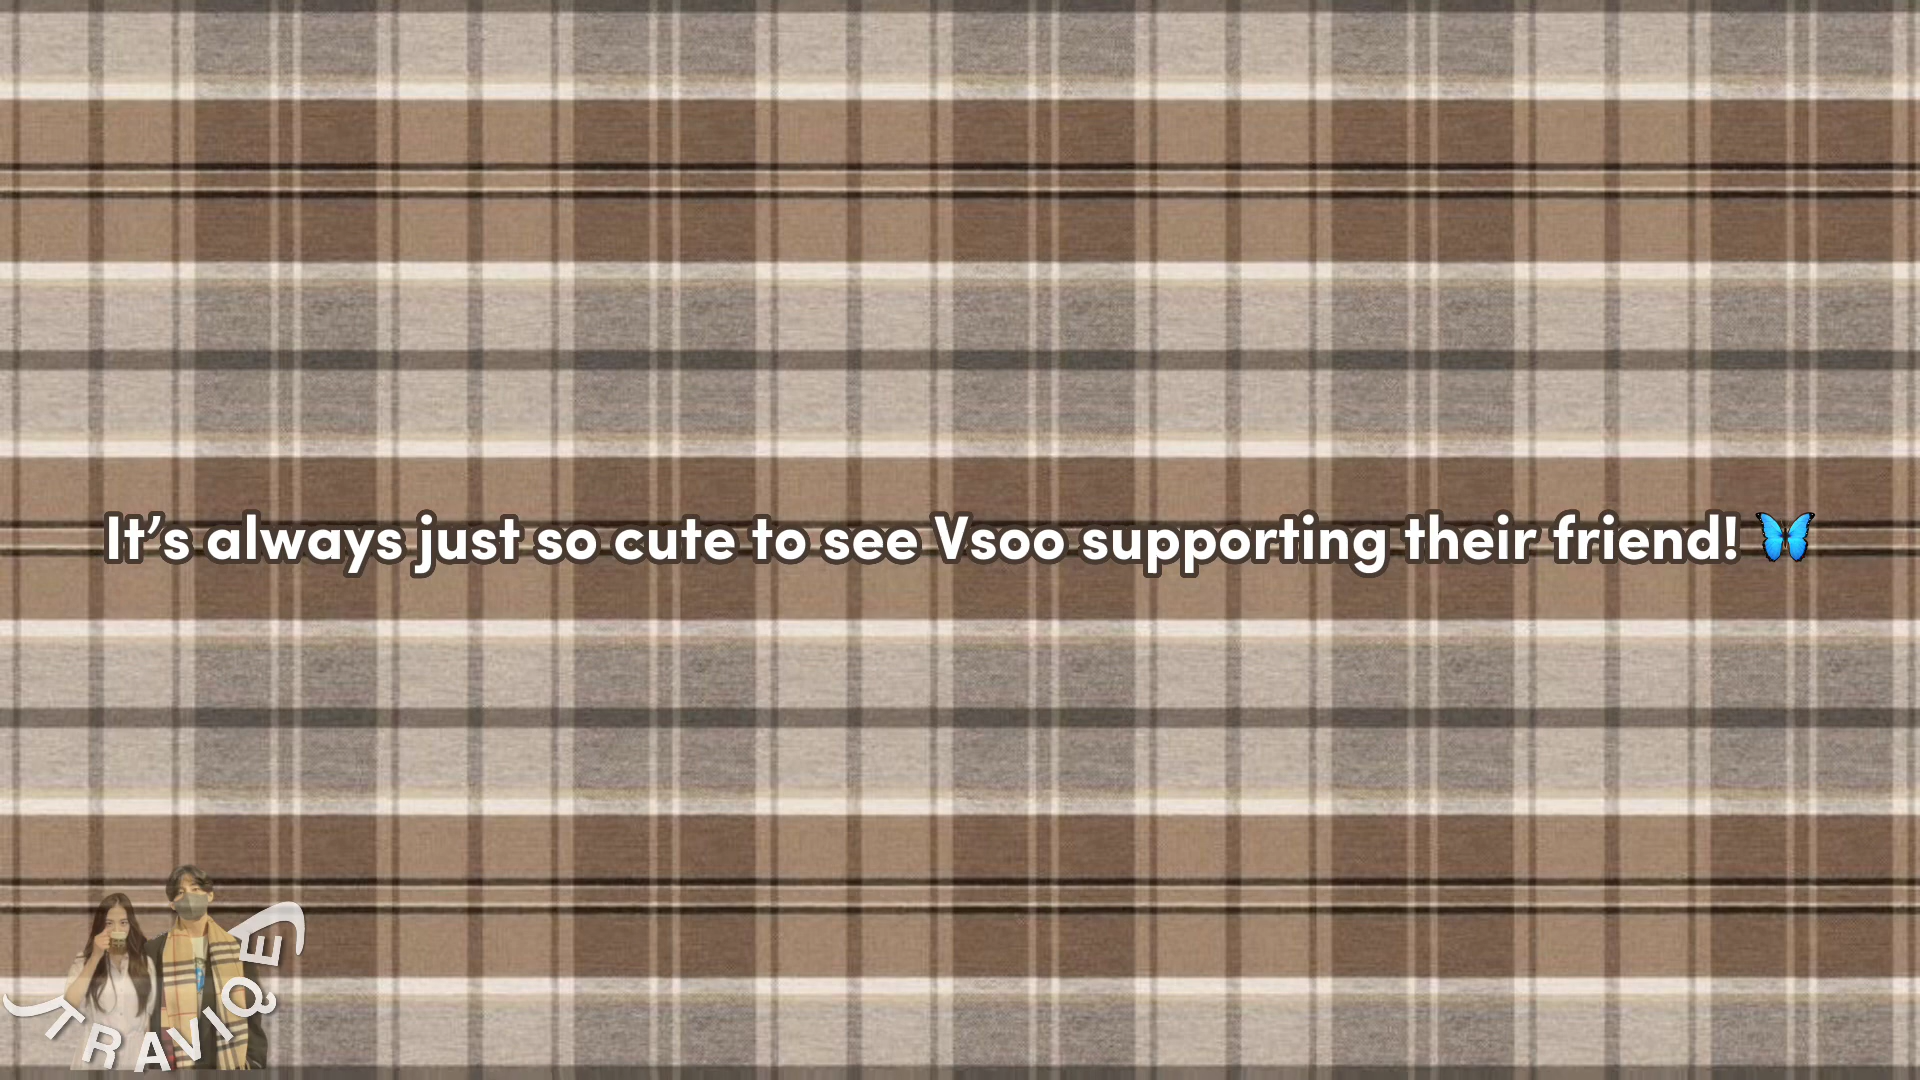 It’s always just so cute to see Vsoo supporting their friend! 🦋
TRAVIQE